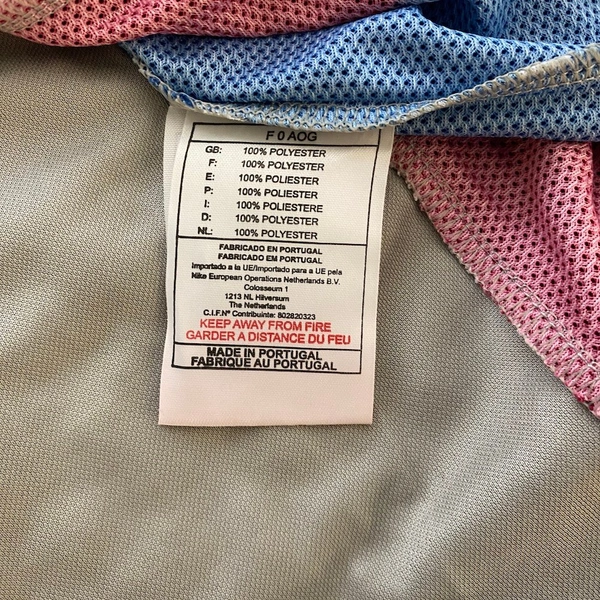 F 0 AOG
GB: 100% POLYESTER
F: 100% POLYESTER
E: 100% POLIESTER
P: 100% POLIESTER
I: 100% POLIESTERE
D: 100% POLYESTER
NL: 100% POLYESTER
FABRICADO EN PORTUGAL
FABRICADO EM PORTUGAL
Importado a la UE/Importado para a UE pela
Nike European Operations Netherlands B.V.
Colosseum 1
1213 NL Hilversum
The Netherlands
C.I.F.Nº Contribuinte: 802820323
KEEP AWAY FROM FIRE
GARDER A DISTANCE DU FEU
MADE IN PORTUGAL
FABRIQUE AU PORTUGAL